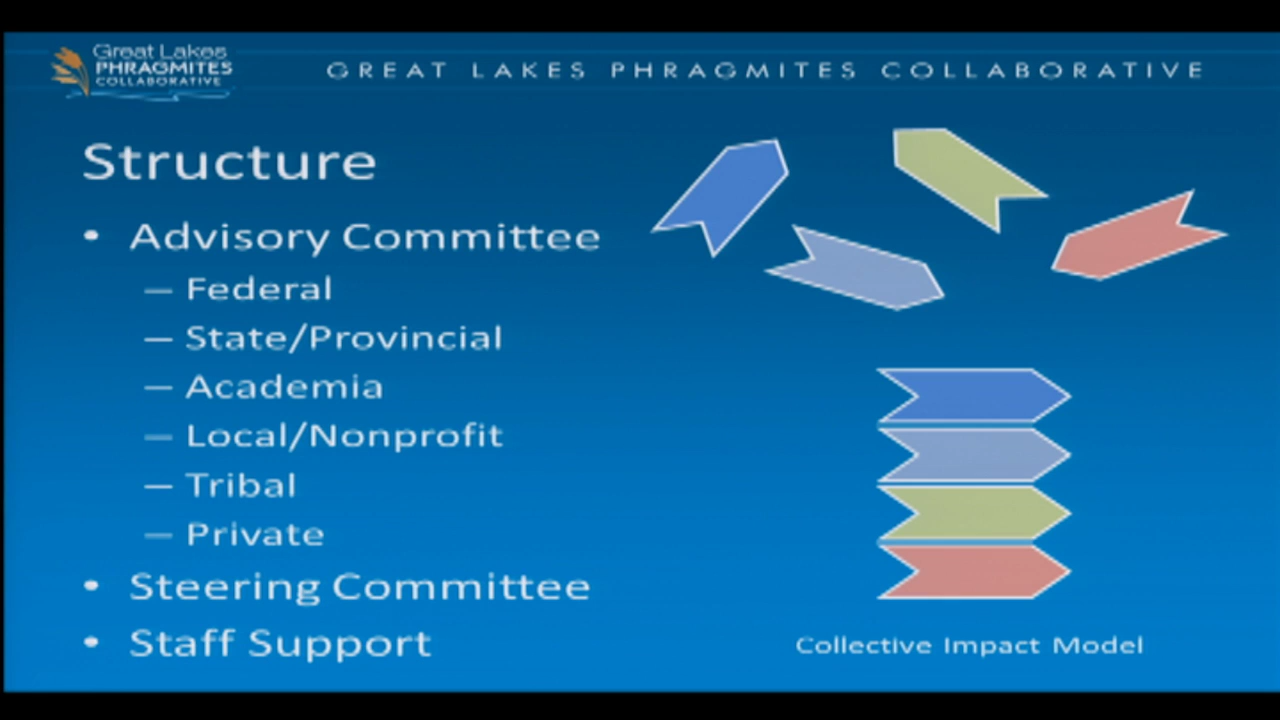 Great Lakes
PHRAGMITES
COLLABORATIVE
GREAT LAKES PHRAGMITES COLLABORATIVE
Structure
• Advisory Committee
– Federal
– State/Provincial
– Academia
– Local/Nonprofit
– Tribal
– Private
• Steering Committee
• Staff Support
Collective Impact Model